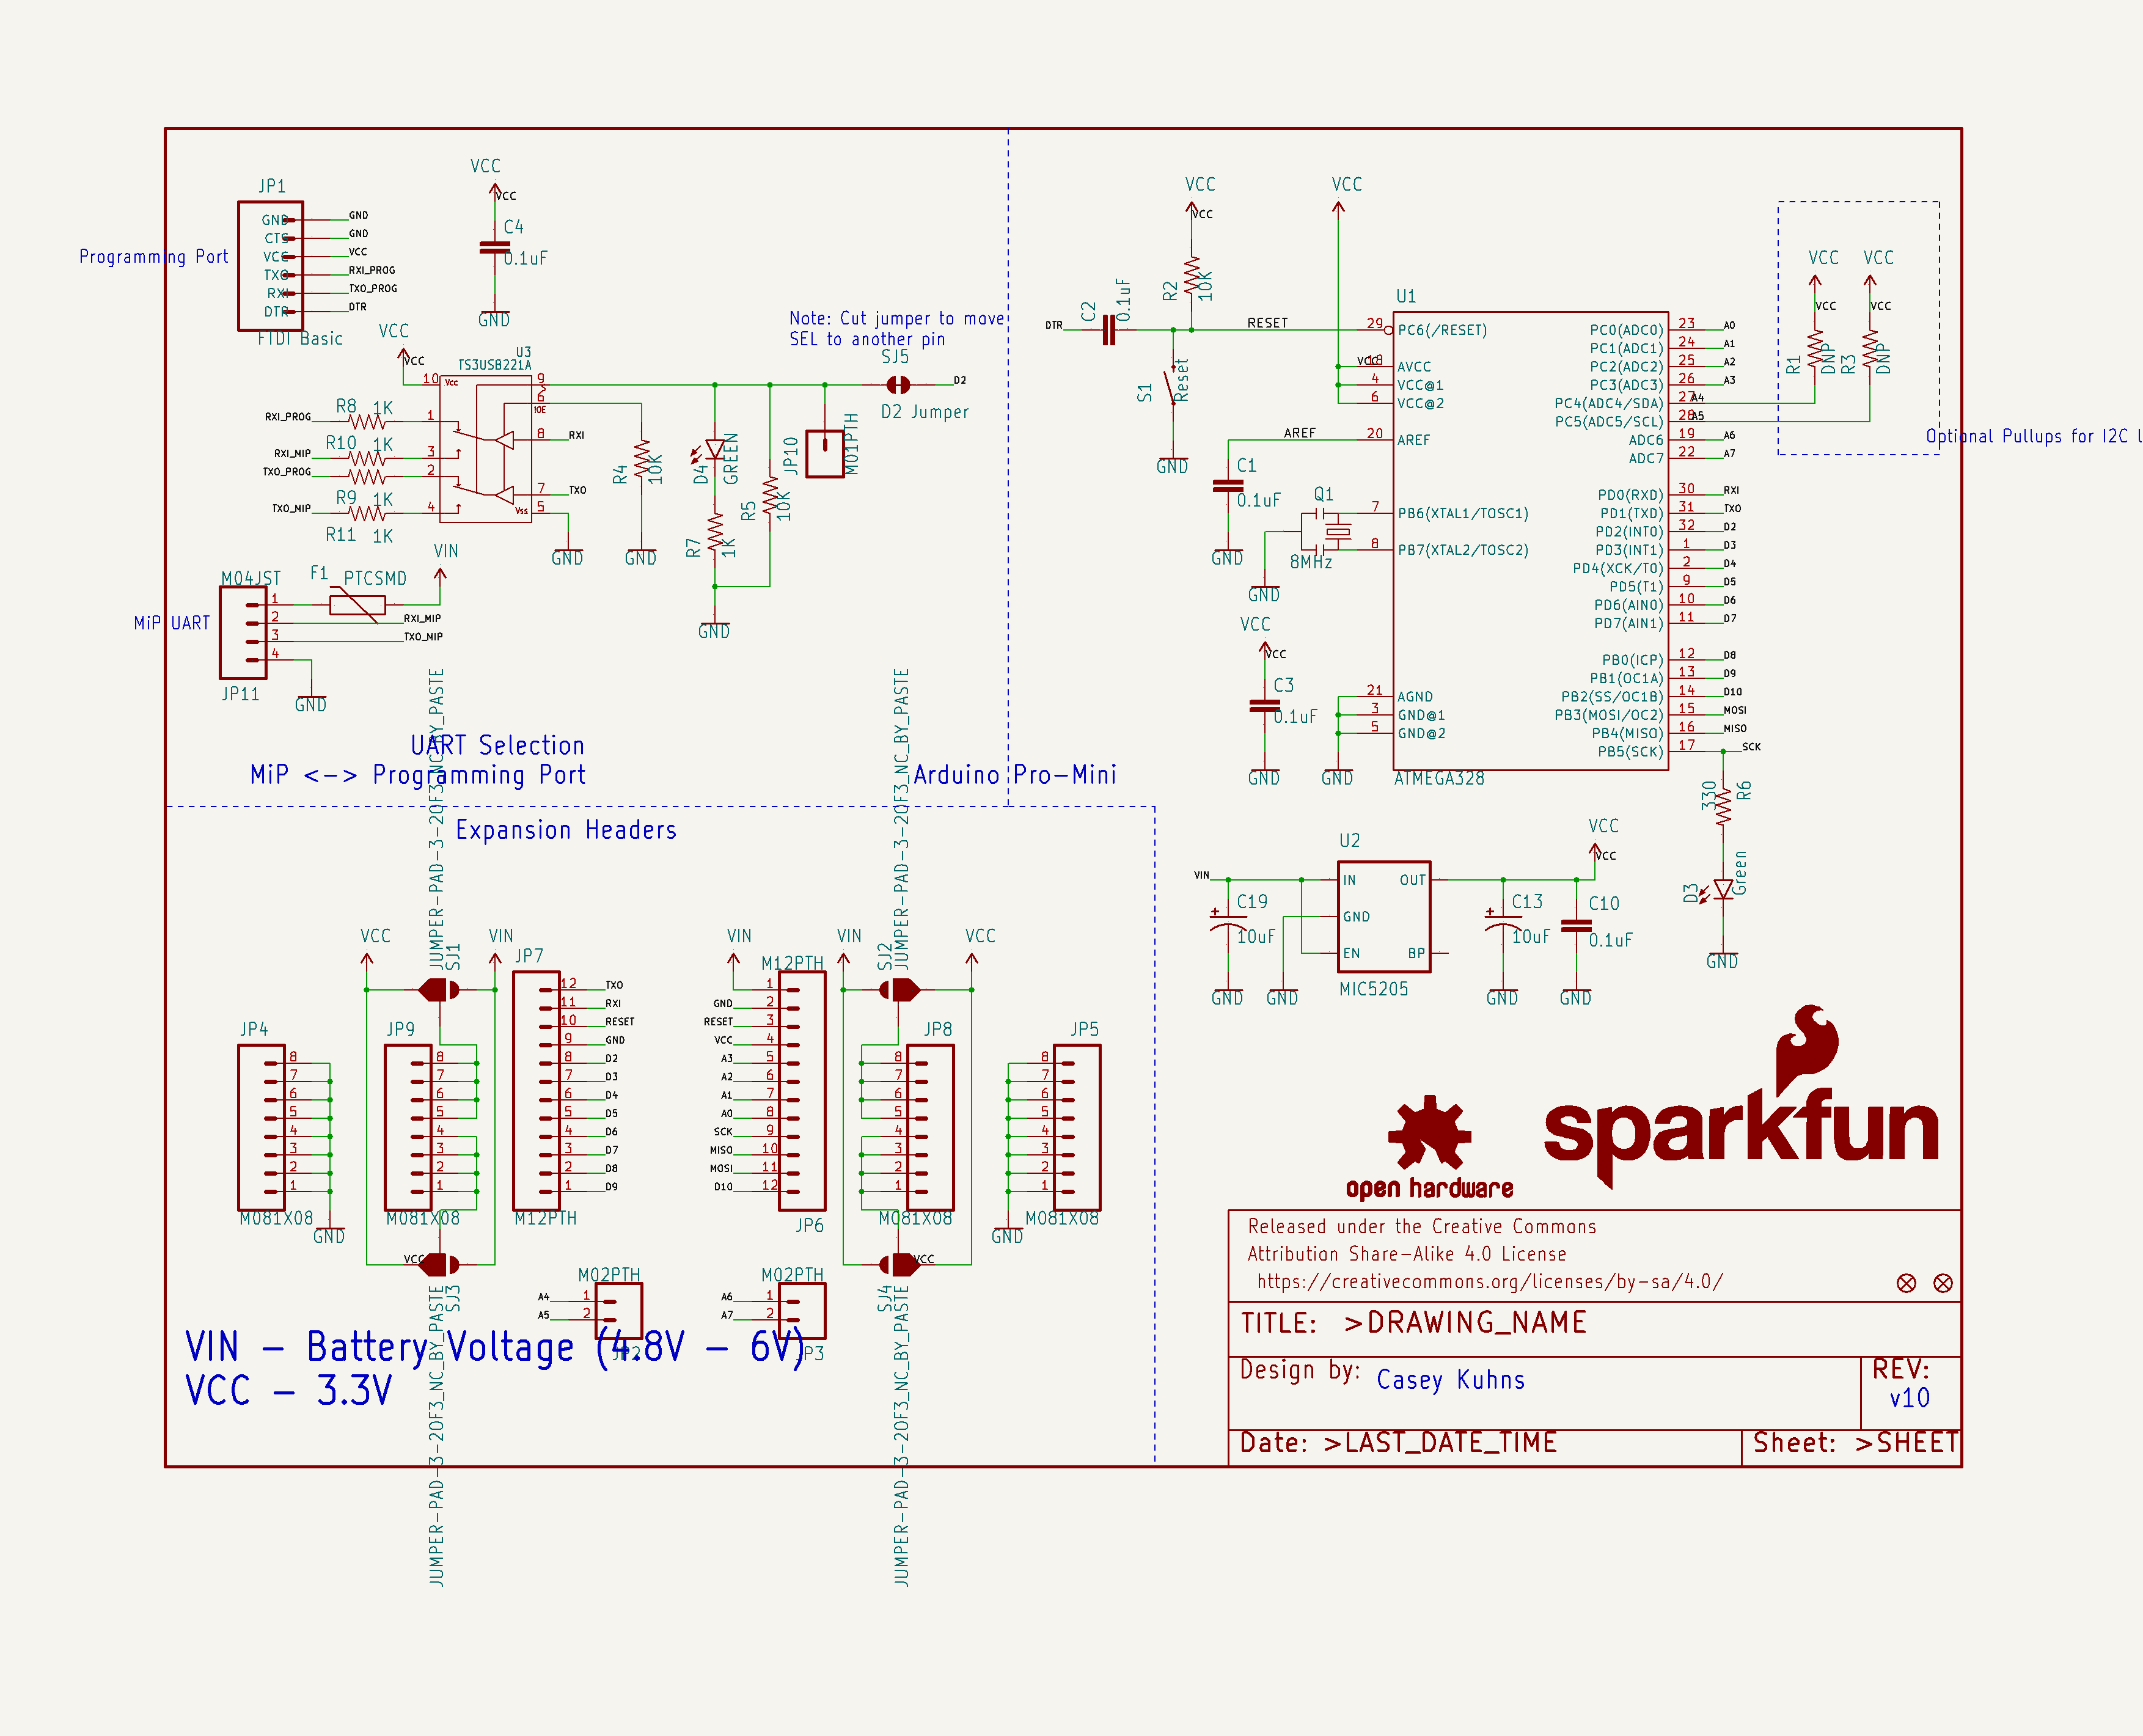 VCC
VCC
JP1
GND
CTS
VCC
TXO
RXI
DTR
GND
GND
VCC
RXI_PROG
TXO_PROG
DTR
Programming Port
FTDI Basic
C4
0.1uF
GND
VCC
VCC
U3
TS3USB221A
10
Vcc
1
3
2
4
9
6
!OE
8
7
5
Vss
RXI
TXO
GND
RXI_PROG
RXI_MIP
TXO_PROG
TXO_MIP
R8
1K
R10
1K
R9
1K
R11
1K
R4
10K
GND
D4
GREEN
R7
1K
R5
10K
GND
JP10
M01PTH
Note: Cut jumper to move
SEL to another pin
SJ5
D2
D2 Jumper
VIN
M04JST
F1
PTCSMD
1
2
3
4
RXI_MIP
TXO_MIP
MiP UART
JP11
GND
UART Selection
MiP <-> Programming Port
Arduino Pro-Mini
VCC
VCC
R2
10K
C2
0.1uF
DTR
RESET
S1
Reset
GND
VCC
VCC
AREF
C1
0.1uF
GND
Q1
8MHz
GND
VCC
VCC
C3
0.1uF
GND
GND
U1
29
PC6(/RESET)
18
AVCC
4
VCC@1
6
VCC@2
20
AREF
7
PB6(XTAL1/TOSC1)
8
PB7(XTAL2/TOSC2)
21
AGND
3
GND@1
5
GND@2
ATMEGA328
PC0(ADC0) 23 A0
PC1(ADC1) 24 A1
PC2(ADC2) 25 A2
PC3(ADC3) 26 A3
PC4(ADC4/SDA) 27 A4
PC5(ADC5/SCL) 28 A5
ADC6 19 A6
ADC7 22 A7
PD0(RXD) 30 RXI
PD1(TXD) 31 TXO
PD2(INT0) 32 D2
PD3(INT1) 1 D3
PD4(XCK/T0) 2 D4
PD5(T1) 9 D5
PD6(AIN0) 10 D6
PD7(AIN1) 11 D7
PB0(ICP) 12 D8
PB1(OC1A) 13 D9
PB2(SS/OC1B) 14 D10
PB3(MOSI/OC2) 15 MOSI
PB4(MISO) 16 MISO
PB5(SCK) 17 SCK
VCC
VCC
VCC
VCC
R1
DNP
R3
DNP
Optional Pullups for I2C
330
R6
D3
Green
GND
U2
VIN
IN
OUT
GND
EN
BP
MIC5205
C19
10uF
GND
GND
C13
10uF
GND
C10
0.1uF
GND
VCC
VCC
Expansion Headers
JUMPER-PAD-3-2OF3_NC_BY_PASTE
SJ1
JUMPER-PAD-3-2OF3_NC_BY_PASTE
SJ2
VCC
VIN
VIN
VIN
VCC
JP4
8
7
6
5
4
3
2
1
M081X08
GND
JP9
8
7
6
5
4
3
2
1
M081X08
JP7
12 TXO
11 RXI
10 RESET
9 GND
8 D2
7 D3
6 D4
5 D5
4 D6
3 D7
2 D8
1 D9
M12PTH
M12PTH
1
GND 2
RESET 3
VCC 4
A3 5
A2 6
A1 7
A0 8
SCK 9
MISO 10
MOSI 11
D10 12
JP6
JP8
8
7
6
5
4
3
2
1
M081X08
JP5
8
7
6
5
4
3
2
1
M081X08
GND
VCC
SJ3
JUMPER-PAD-3-2OF3_NC_BY_PASTE
VCC
SJ4
JUMPER-PAD-3-2OF3_NC_BY_PASTE
M02PTH
A4 1
A5 2
JP2
M02PTH
A6 1
A7 2
JP3
VIN - Battery Voltage (4.8V - 6V)
VCC - 3.3V
open hardware
sparkfun
Released under the Creative Commons
Attribution Share-Alike 4.0 License
https://creativecommons.org/licenses/by-sa/4.0/
TITLE: >DRAWING_NAME
Design by: Casey Kuhns
REV:
v10
Date: >LAST_DATE_TIME
Sheet: >SHEET